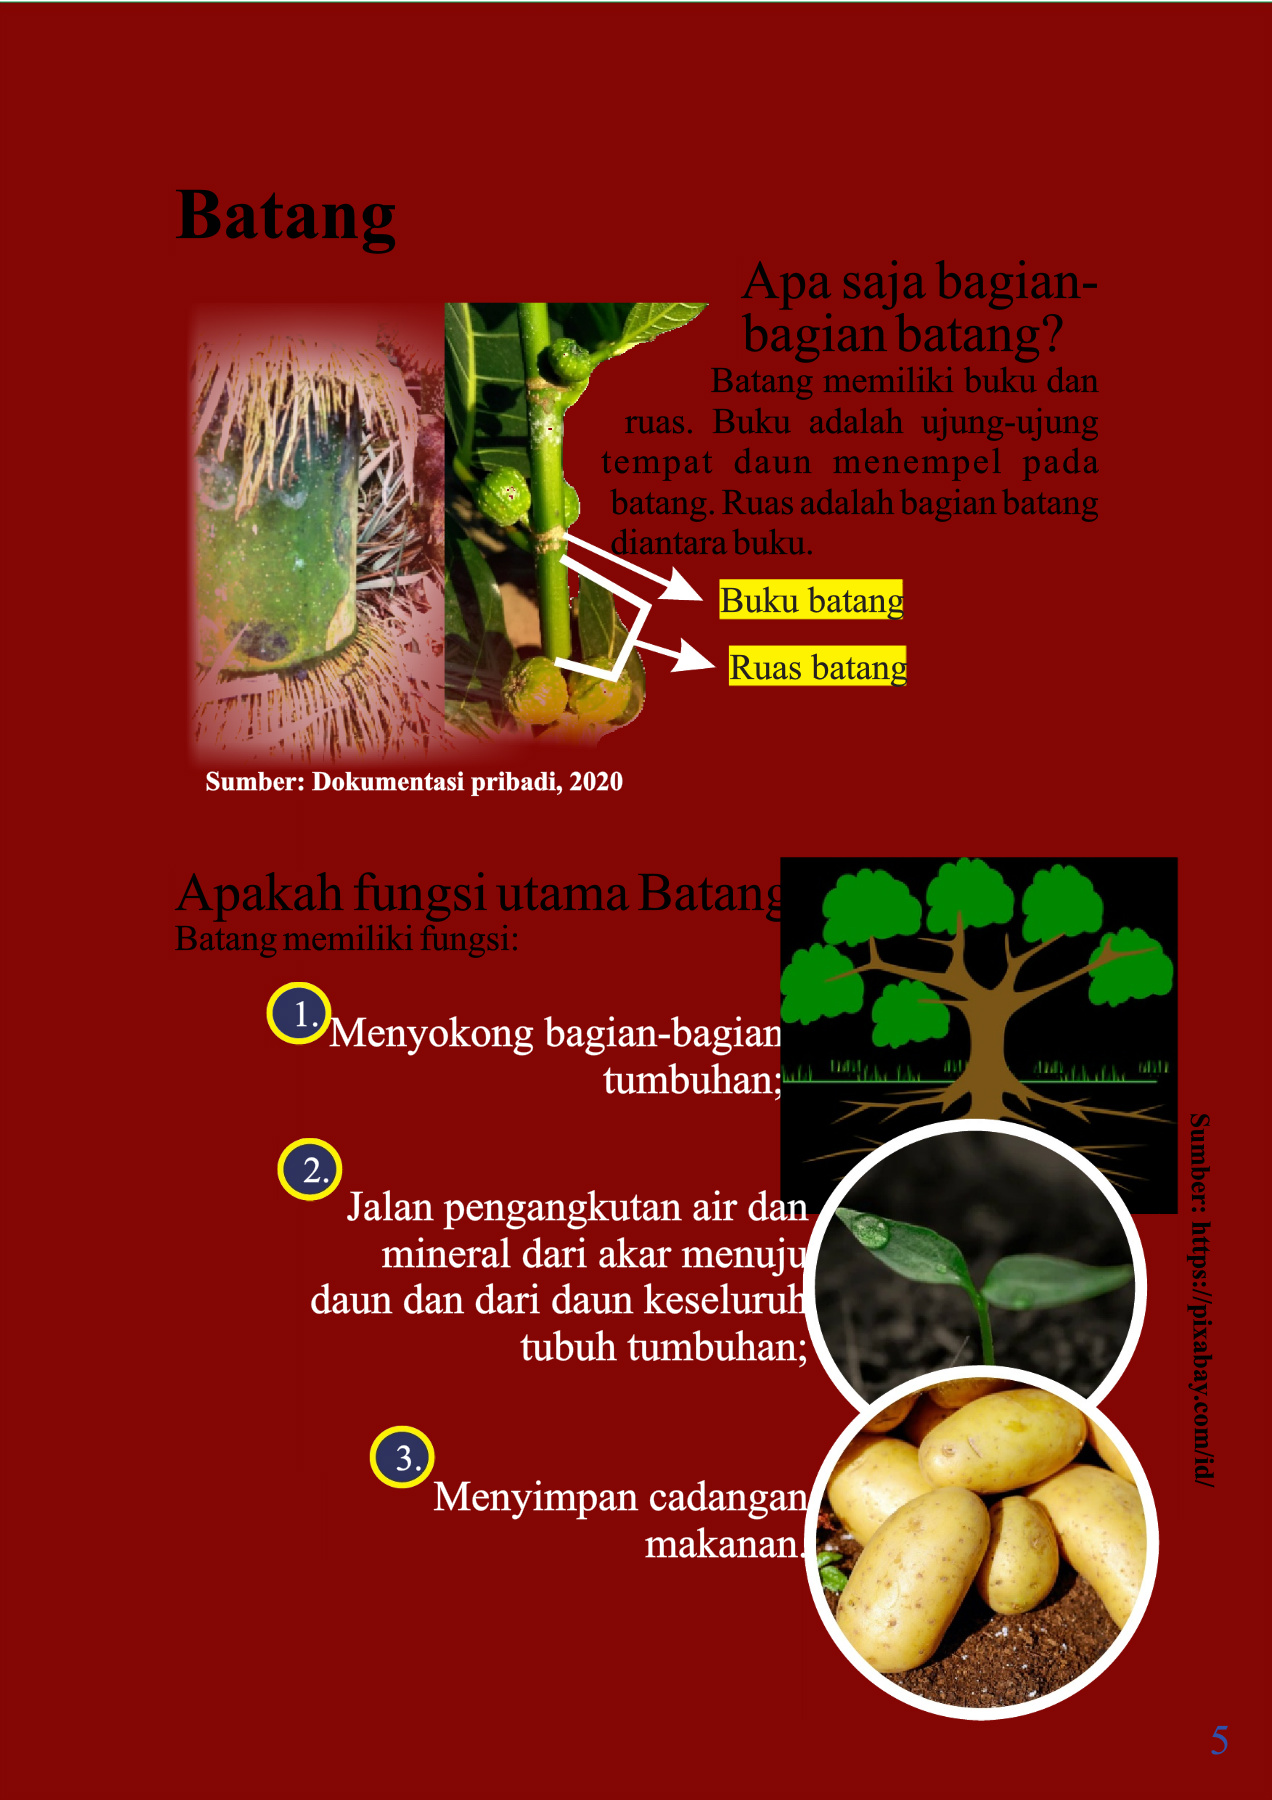 Batang
Apa saja bagian-
bagian batang?
Batang memiliki buku dan
ruas. Buku adalah ujung-ujung
tempat daun menempel pada
batang. Ruas adalah bagian batang
diantara buku.
Buku batang
Ruas batang
Sumber: Dokumentasi pribadi, 2020
Apakah fungsi utama Batang
Batang memiliki fungsi:
1.
Menyokong bagian-bagian
tumbuhan;
2.
Jalan pengangkutan air dan
mineral dari akar menuju
daun dan dari daun keseluruh
tubuh tumbuhan;
3.
Menyimpan cadangan
makanan.
Sumber: https://pixabay.com/id/
5